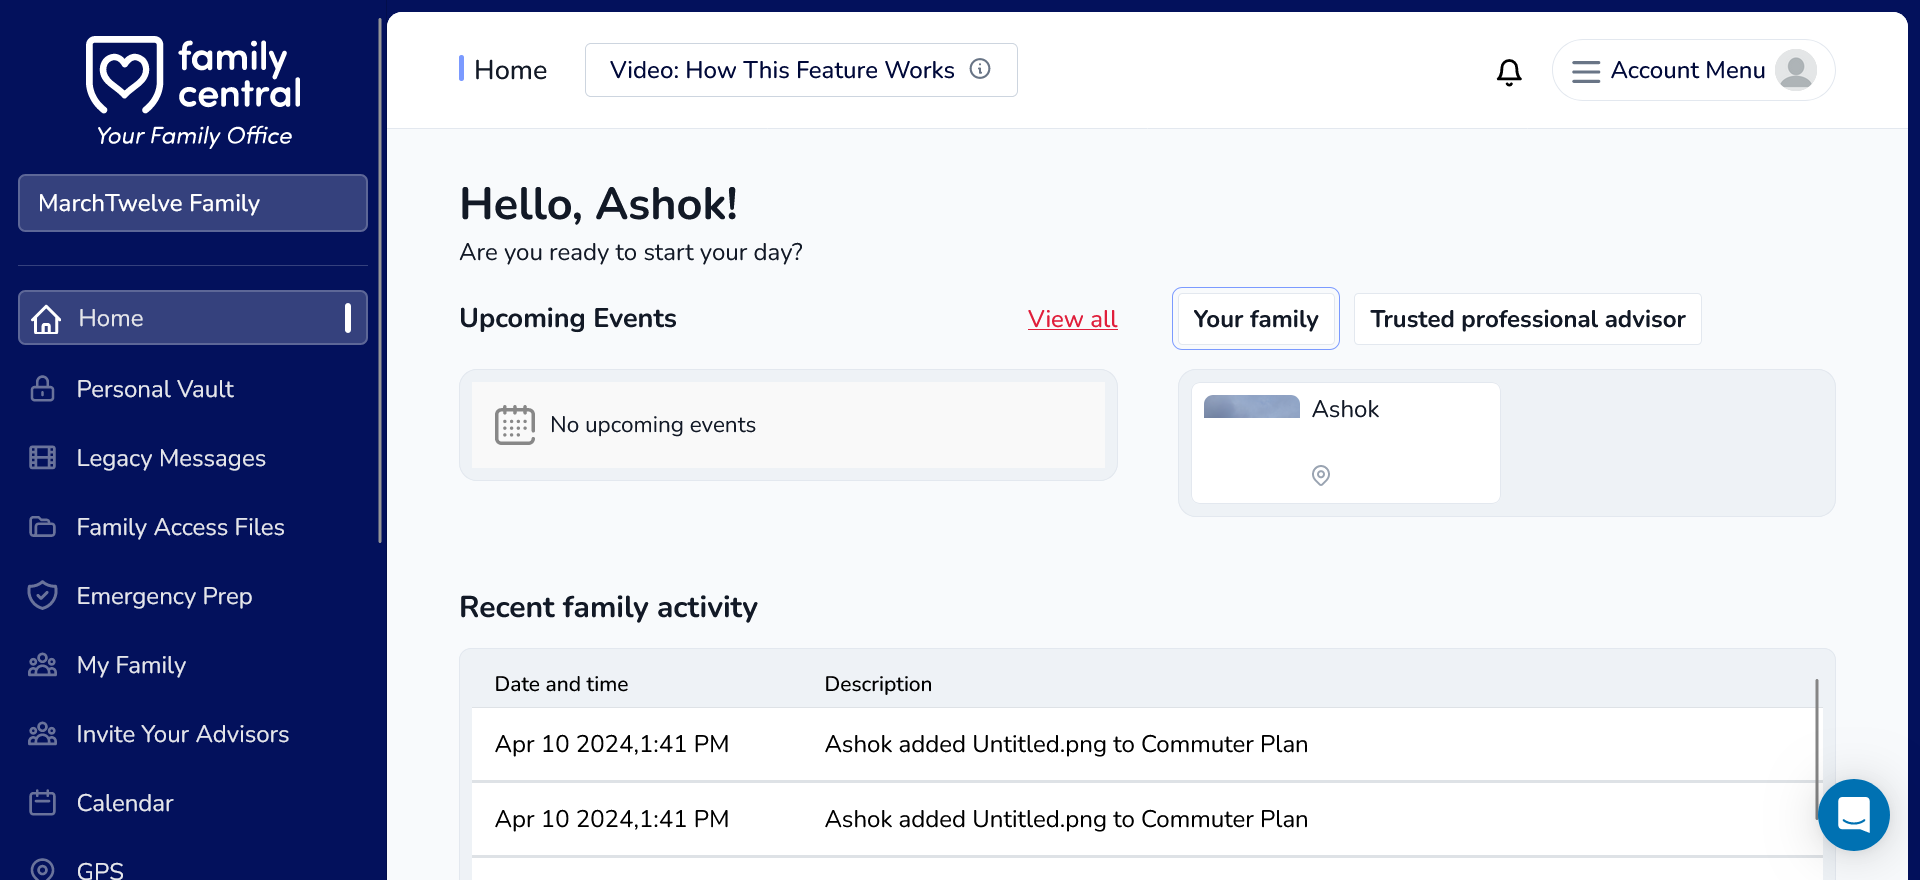 family
central
Your Family Office
MarchTwelve Family
Home
Personal Vault
Legacy Messages
Family Access Files
Emergency Prep
My Family
Invite Your Advisors
Calendar
GPS
Home
Video: How This Feature Works
Account Menu
Hello, Ashok!
Are you ready to start your day?
Upcoming Events
View all
No upcoming events
Your family
Trusted professional advisor
Ashok
Recent family activity
Date and time Description
Apr 10 2024,1:41 PM Ashok added Untitled.png to Commuter Plan
Apr 10 2024,1:41 PM Ashok added Untitled.png to Commuter Plan